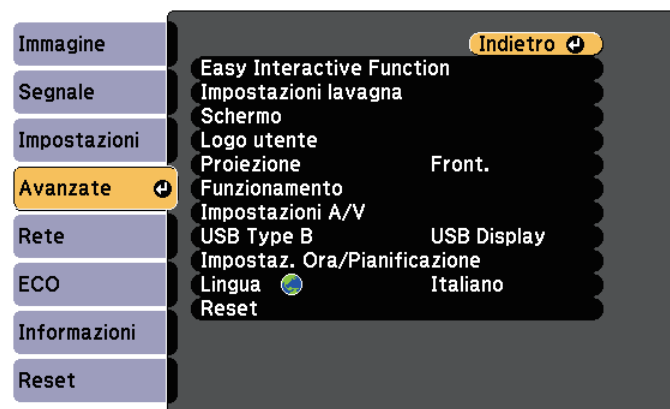 Immagine
Segnale
Impostazioni
Avanzate
Rete
ECO
Informazioni
Reset
Indietro
Easy Interactive Function
Impostazioni lavagna
Schermo
Logo utente
Proiezione Front.
Funzionamento
Impostazioni A/V
USB Type B USB Display
Impostaz. Ora/Pianificazione
Lingua Italiano
Reset